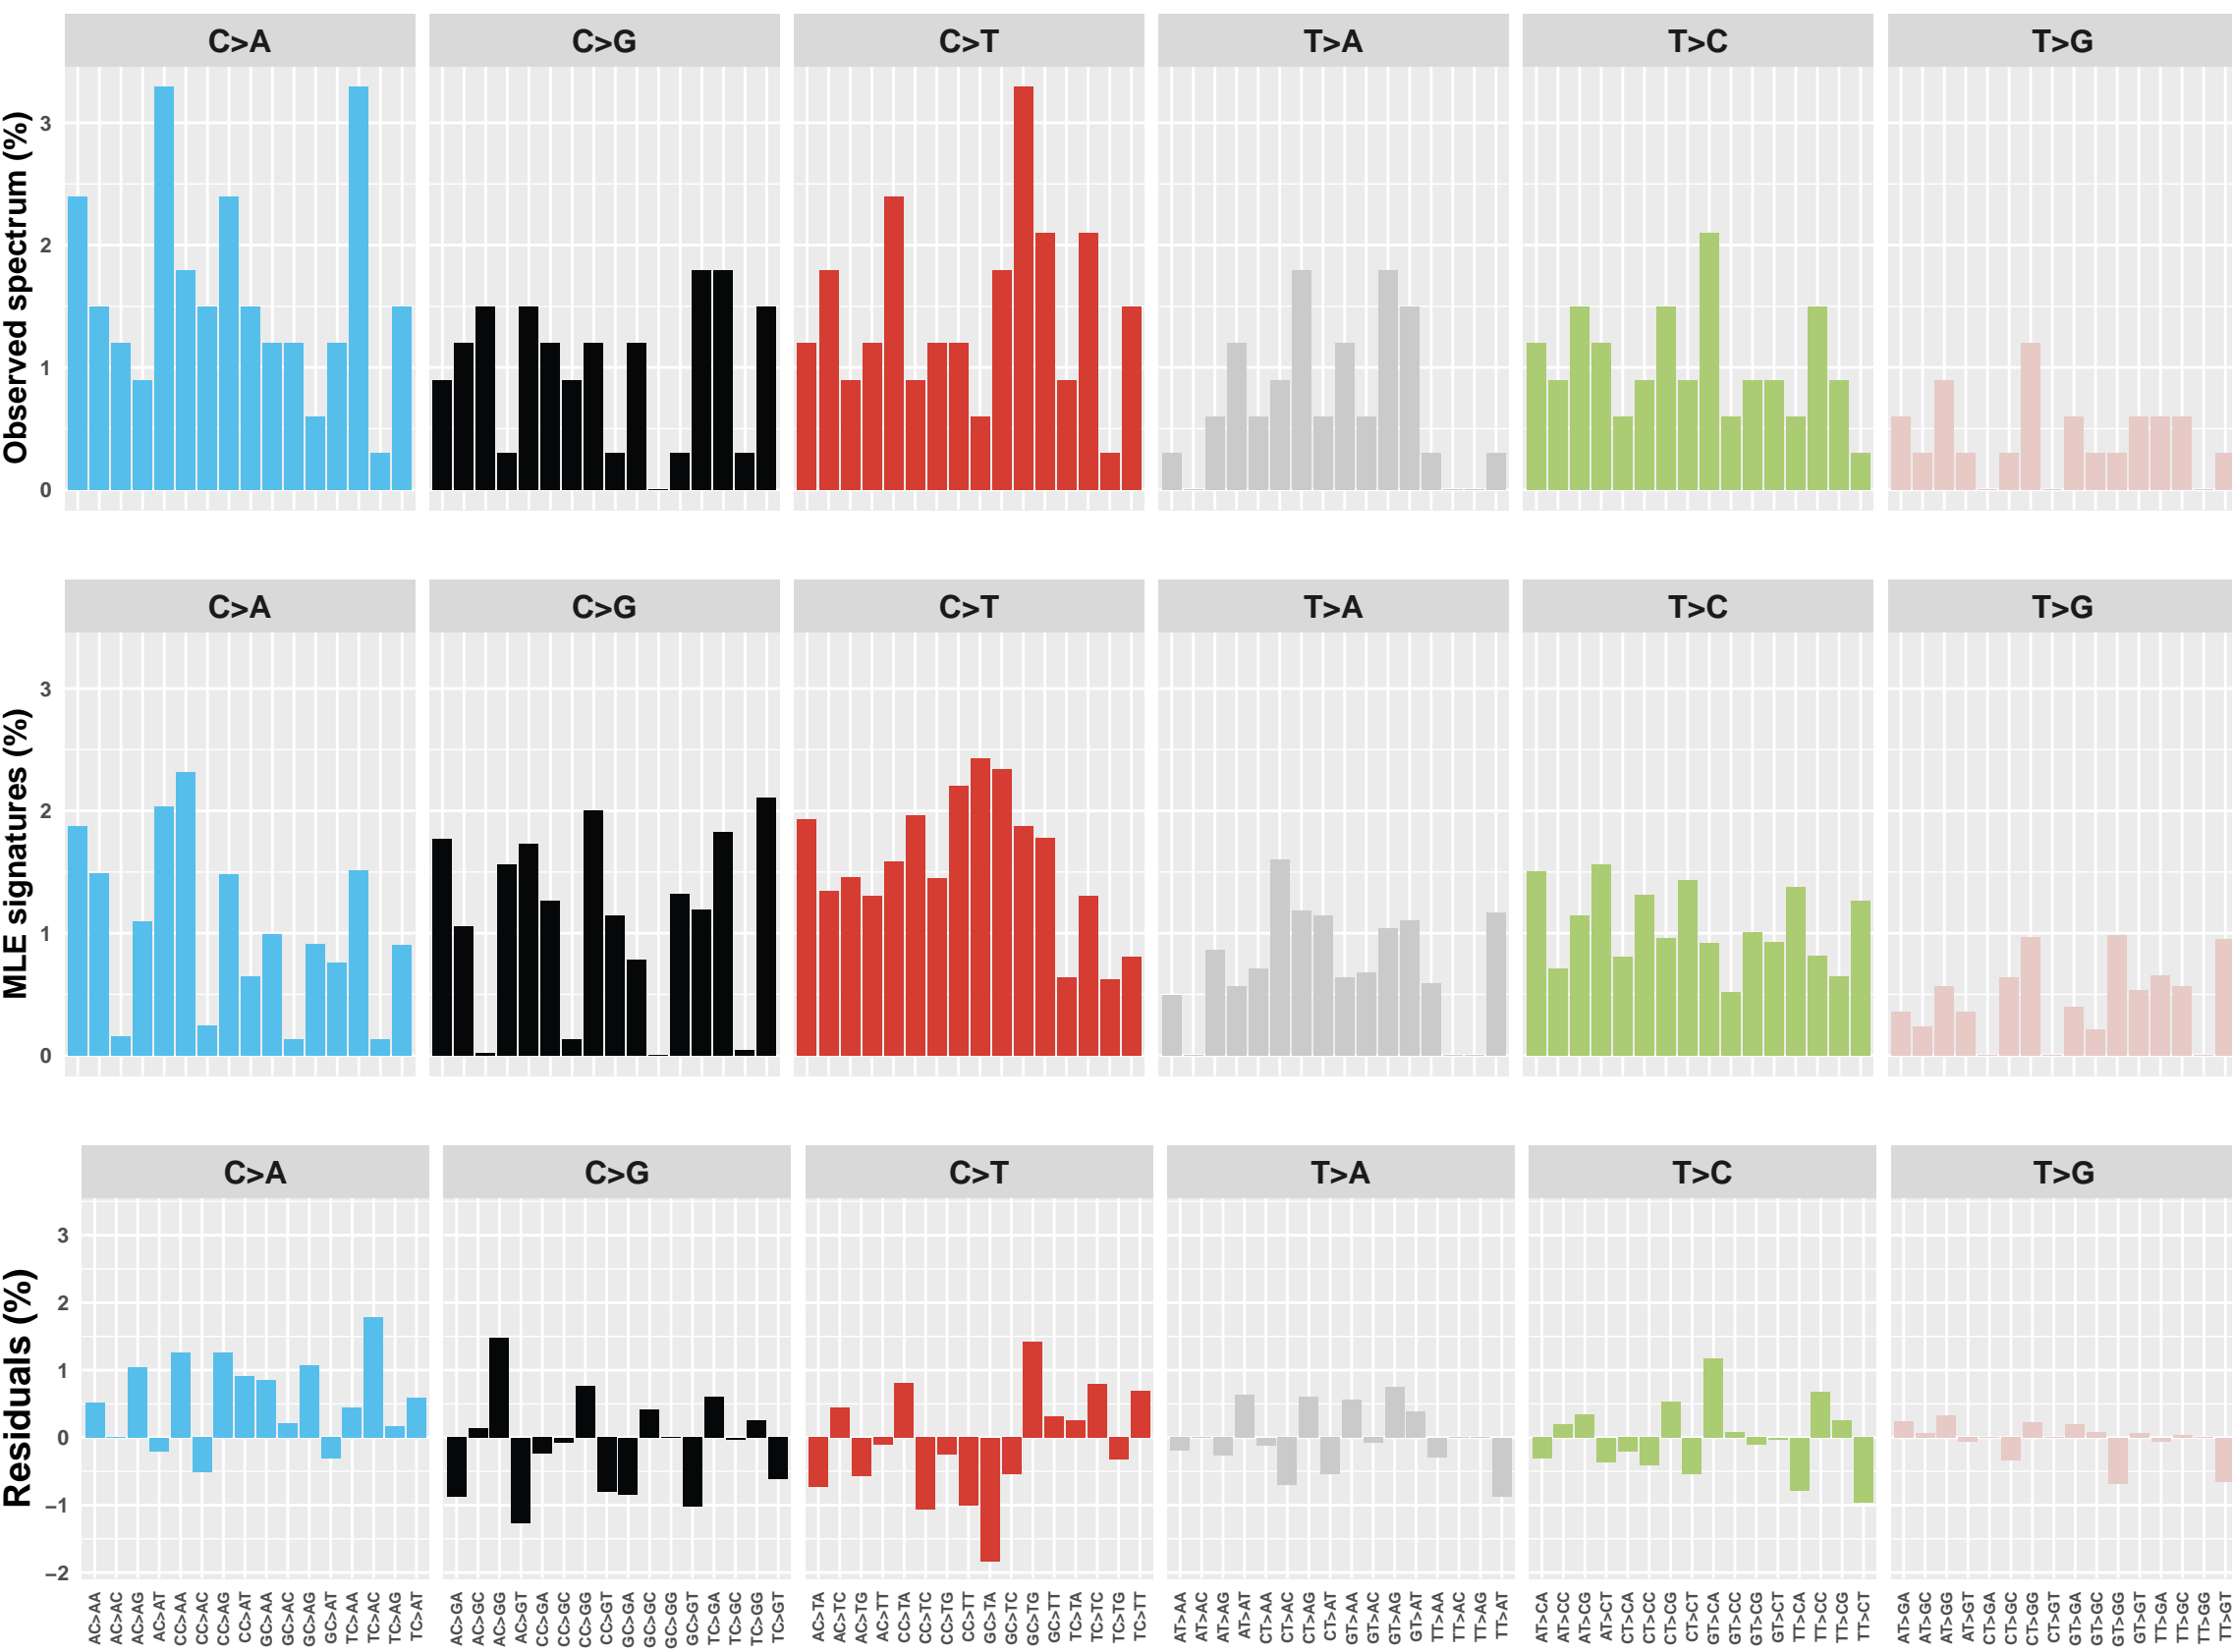 C>A C>G C>T T>A T>C T>G
Observed spectrum (%)
3
2
1
0
C>A C>G C>T T>A T>C T>G
MLE signatures (%)
3
2
1
0
C>A C>G C>T T>A T>C T>G
Residuals (%)
3
2
1
0
−1
−2
AC>AA
AC>AC
AC>AG
AC>AT
CC>AA
CC>AC
CC>AG
CC>AT
GC>AA
GC>AC
GC>AG
GC>AT
TC>AA
TC>AC
TC>AG
TC>AT
AC>GA
AC>GC
AC>GG
AC>GT
CC>GA
CC>GC
CC>GG
CC>GT
GC>GA
GC>GC
GC>GG
GC>GT
TC>GA
TC>GC
TC>GG
TC>GT
AC>TA
AC>TC
AC>TG
AC>TT
CC>TA
CC>TC
CC>TG
CC>TT
GC>TA
GC>TC
GC>TG
GC>TT
TC>TA
TC>TC
TC>TG
TC>TT
AT>AA
AT>AC
AT>AG
AT>AT
CT>AA
CT>AC
CT>AG
CT>AT
GT>AA
GT>AC
GT>AG
GT>AT
TT>AA
TT>AC
TT>AG
TT>AT
AT>CA
AT>CC
AT>CG
AT>CT
CT>CA
CT>CC
CT>CG
CT>CT
GT>CA
GT>CC
GT>CG
GT>CT
TT>CA
TT>CC
TT>CG
TT>CT
AT>GA
AT>GC
AT>GG
AT>GT
CT>GA
CT>GC
CT>GG
CT>GT
GT>GA
GT>GC
GT>GG
GT>GT
TT>GA
TT>GC
TT>GG
TT>GT